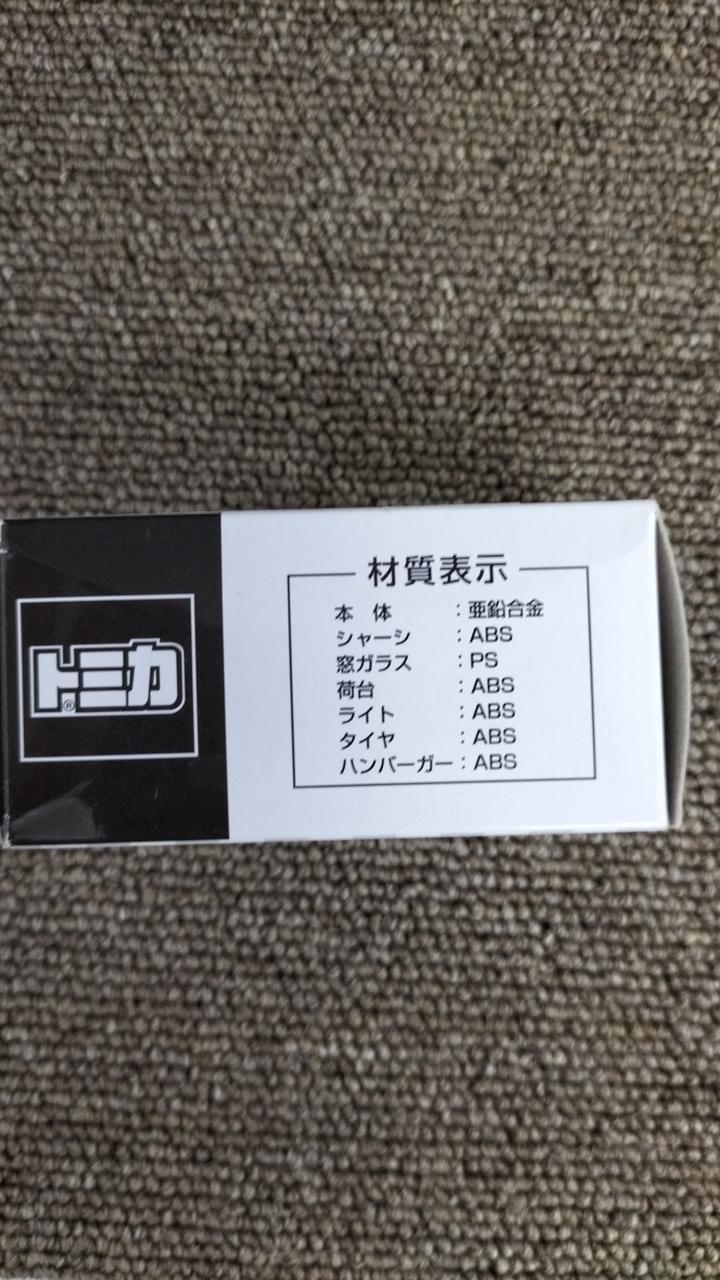 トミカ®
材質表示
本体 : 亜鉛合金
シャーシ : ABS
窓ガラス : PS
荷台 : ABS
ライト : ABS
タイヤ : ABS
ハンバーガー : ABS